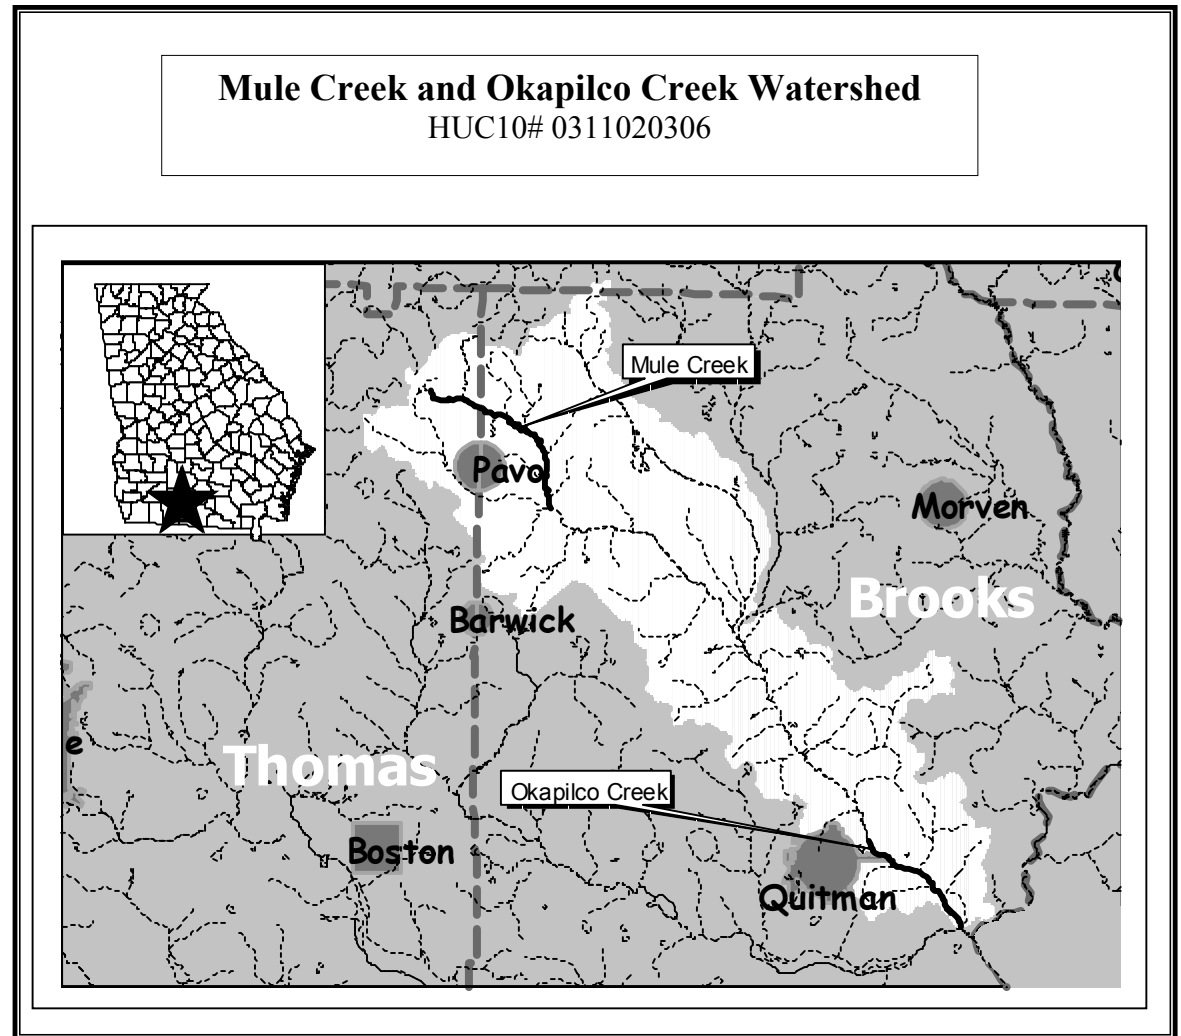 Mule Creek and Okapilco Creek Watershed
HUC10# 0311020306
Mule Creek
Pavo
Morven
Brooks
Barwick
e
Thomas
Okapilco Creek
Boston
Quitman